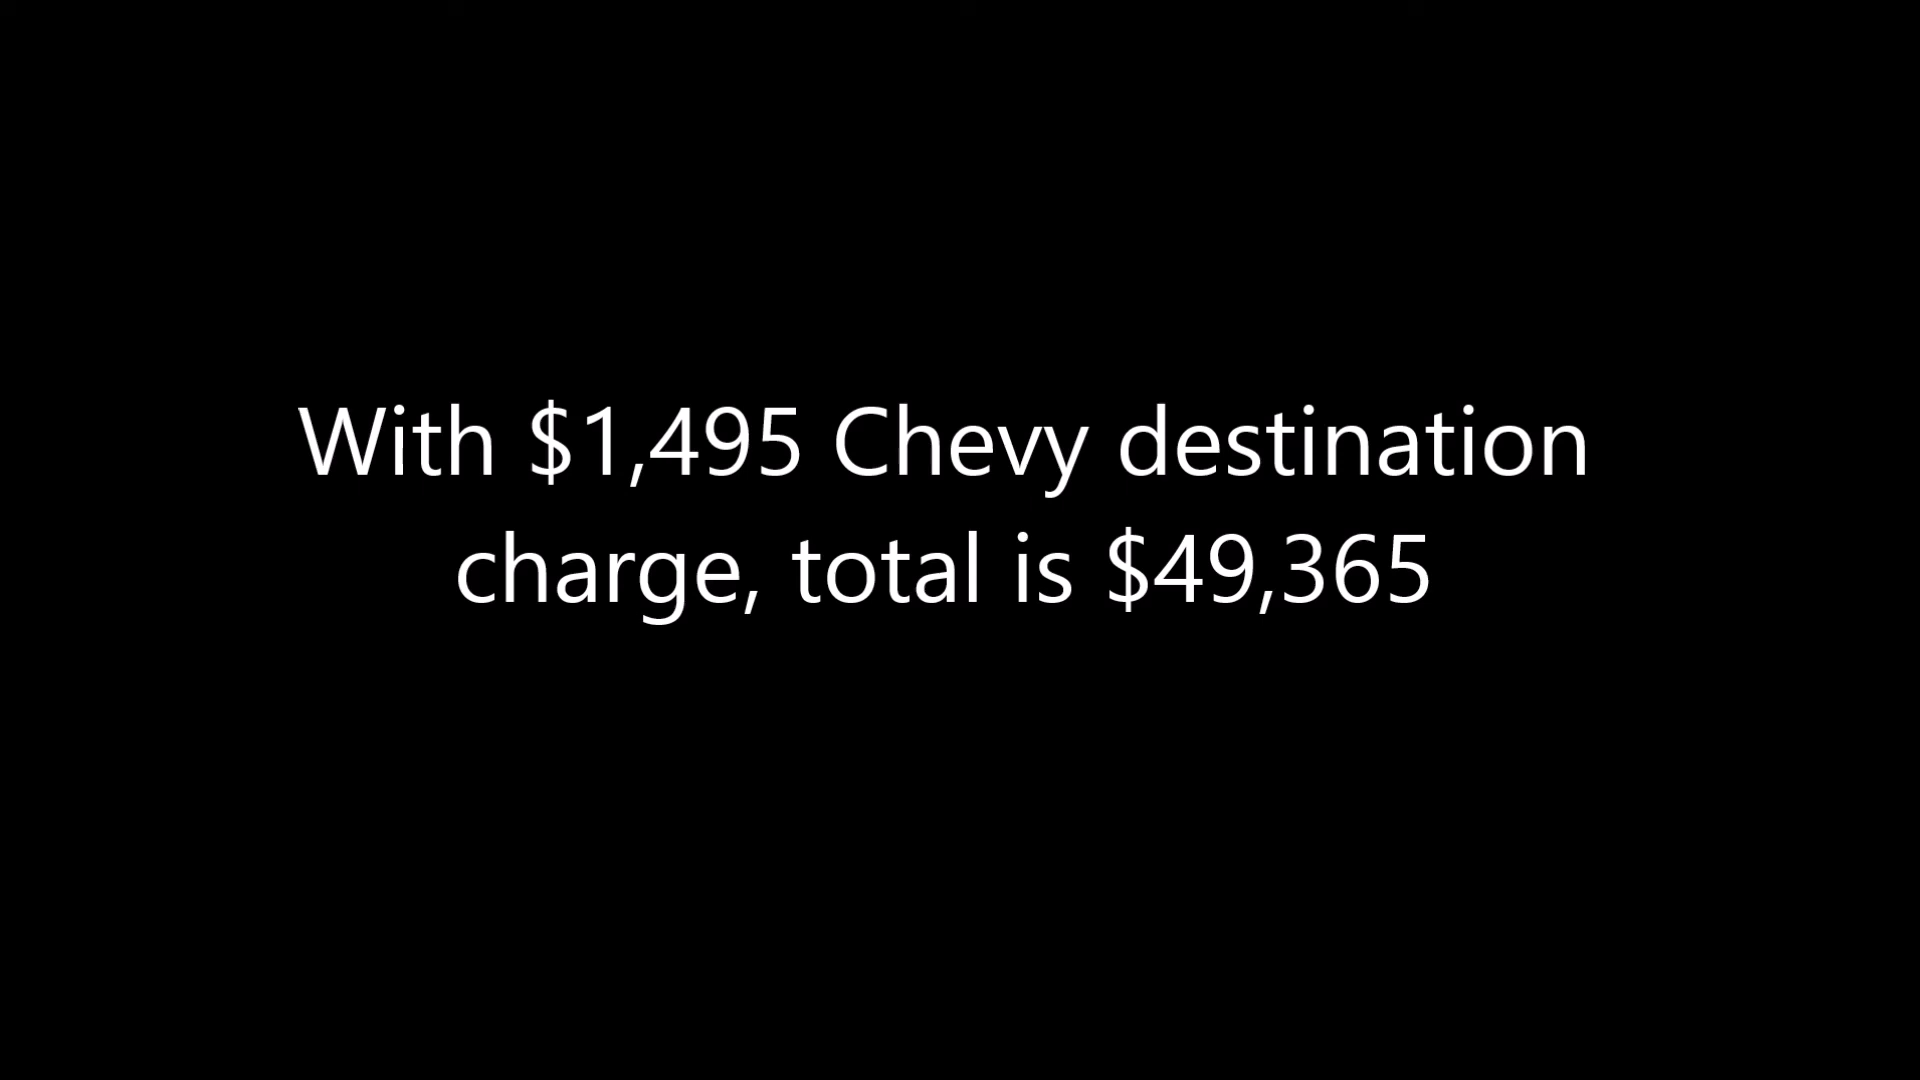 With $1,495 Chevy destination
charge, total is $49,365